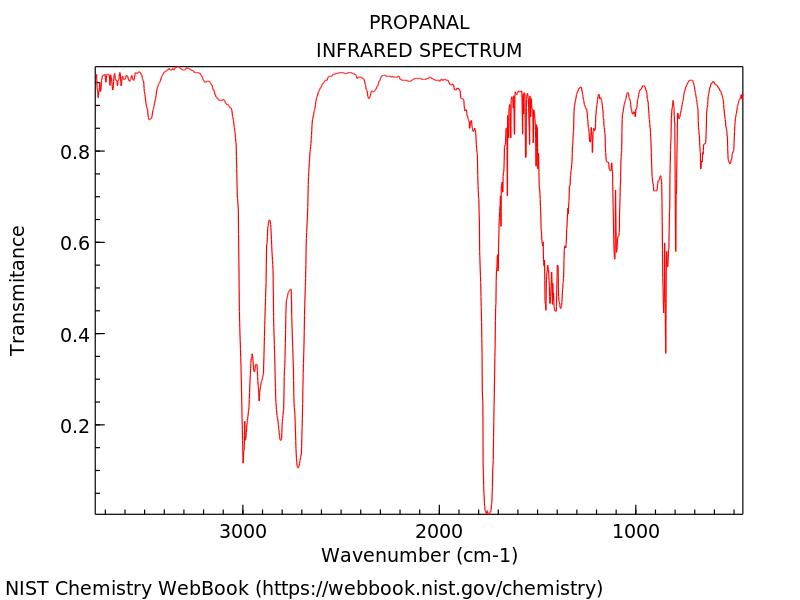 PROPANAL
INFRARED SPECTRUM
0.8
0.6
0.4
0.2
Transmitance
3000
2000
1000
Wavenumber (cm-1)
NIST Chemistry WebBook (https://webbook.nist.gov/chemistry)